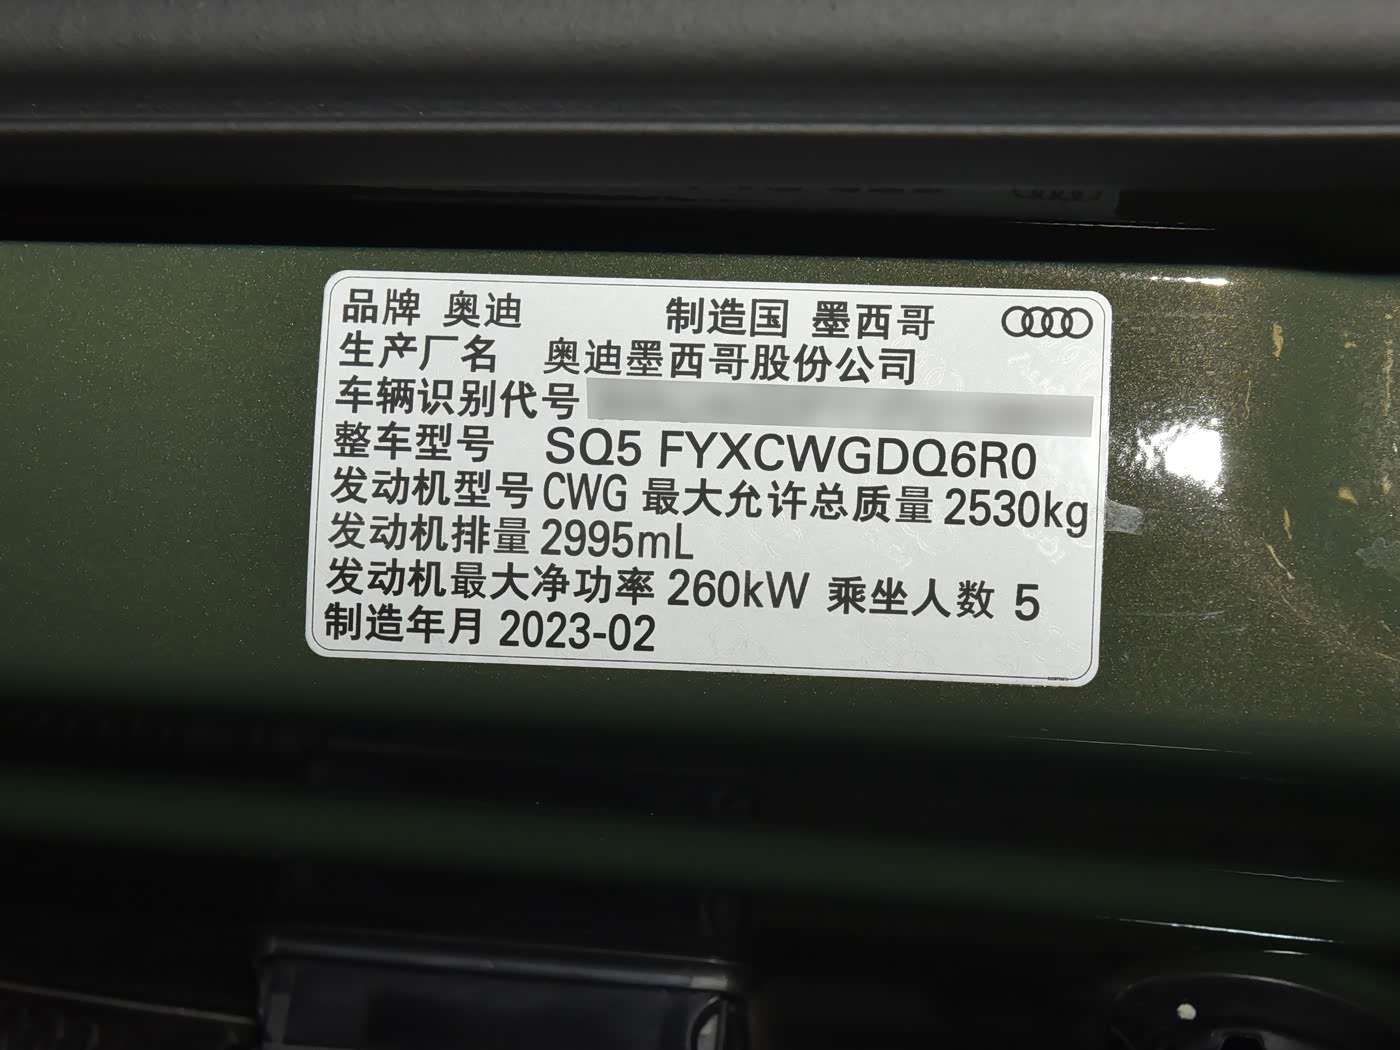 品牌 奥迪 制造国 墨西哥
生产厂名 奥迪墨西哥股份公司
车辆识别代号
整车型号 SQ5 FYXCWGDQ6R0
发动机型号 CWG 最大允许总质量 2530kg
发动机排量 2995mL
发动机最大净功率 260kW 乘坐人数 5
制造年月 2023-02